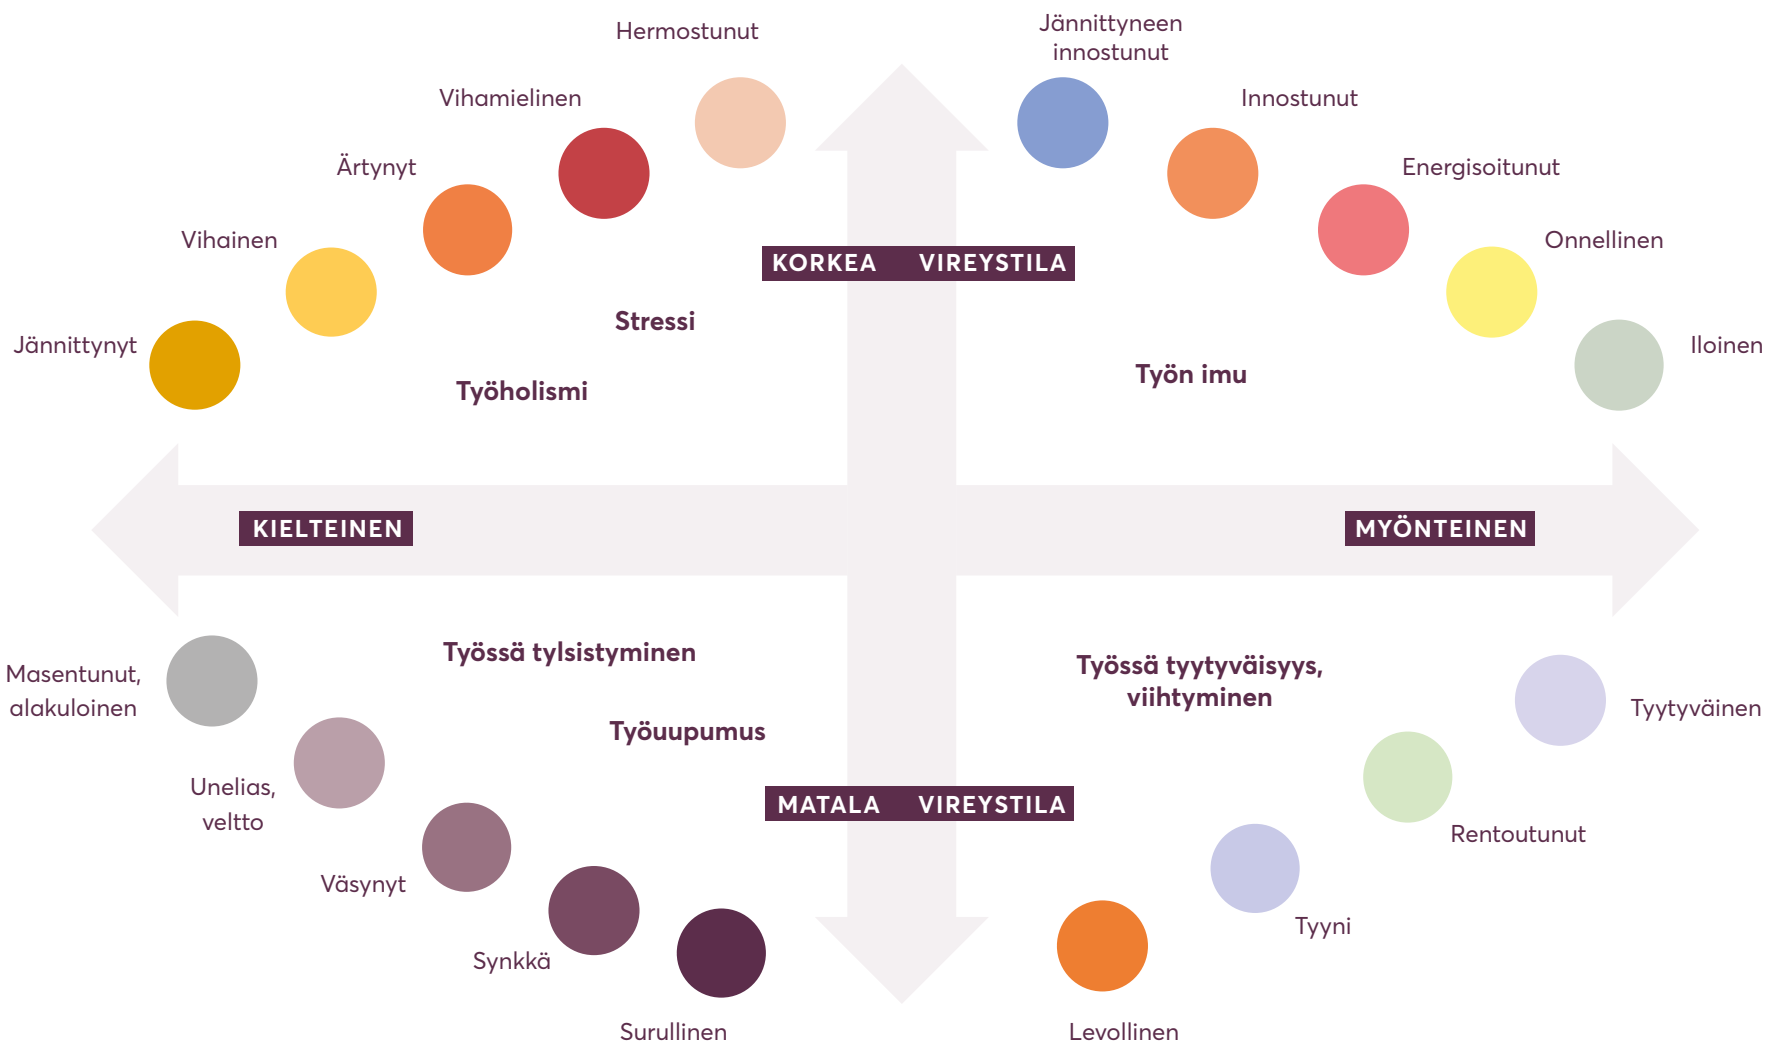 Hermostunut
Jännittyneen
innostunut
Vihamielinen
Innostunut
Ärtynyt
Energisoitunut
Vihainen
Onnellinen
KORKEA VIREYSTILA
Stressi
Jännittynyt
Iloinen
Työholismi
Työn imu
KIELTEINEN
MYÖNTEINEN
Työssä tylsistyminen
Työssä tyytyväisyys,
viihtyminen
Masentunut,
alakuloinen
Tyytyväinen
Työuupumus
Unelias,
veltto
MATALA VIREYSTILA
Rentoutunut
Väsynyt
Tyyni
Synkkä
Surullinen
Levollinen